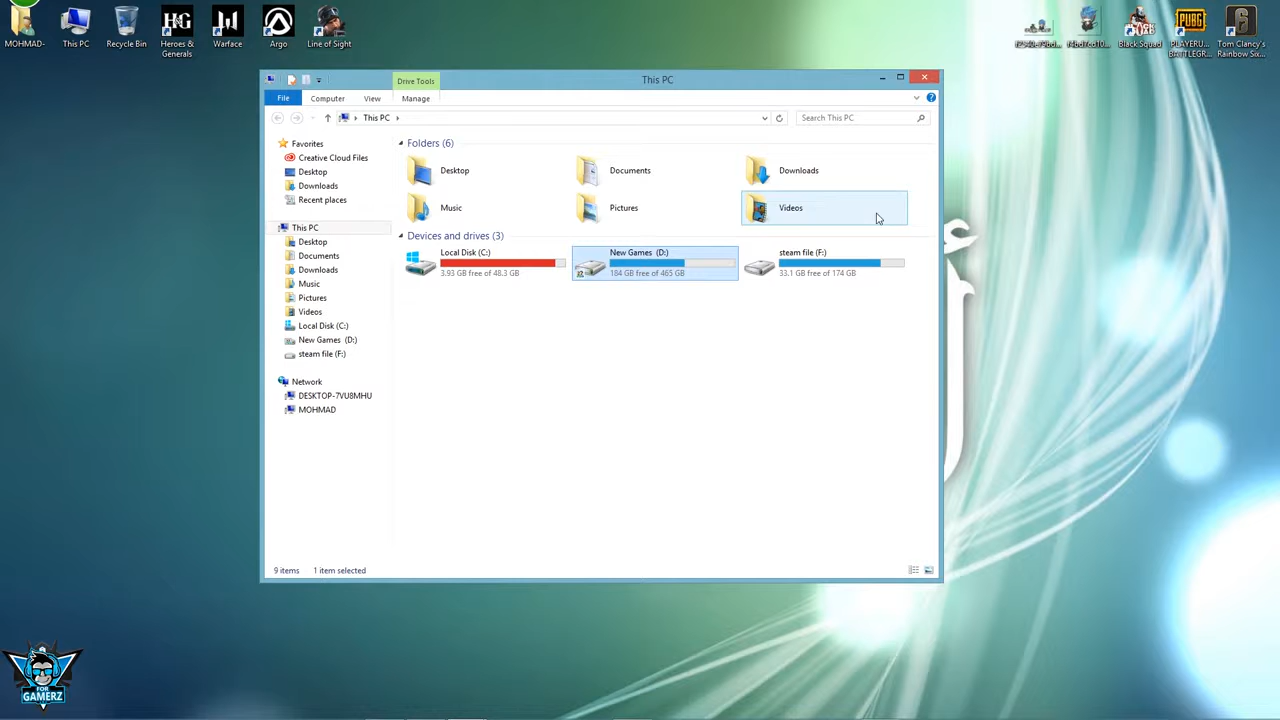 MOHMAD-
This PC
Recycle Bin
Heroes &
Generals
Warface
Argo
Line of Sight
Black Squad
PLAYERU...
BATTLEGR...
Tom Clancy's
Rainbow Six...
PUBG
Drive Tools
This PC
File
Computer
View
Manage
This PC
Search This PC
Favorites
Creative Cloud Files
Desktop
Downloads
Recent places
This PC
Desktop
Documents
Downloads
Music
Pictures
Videos
Local Disk (C:)
New Games (D:)
steam file (F:)
Network
DESKTOP-7VU8MHU
MOHMAD
Folders (6)
Desktop
Documents
Downloads
Music
Pictures
Videos
Devices and drives (3)
Local Disk (C:)
3.93 GB free of 48.3 GB
New Games (D:)
184 GB free of 465 GB
steam file (F:)
33.1 GB free of 174 GB
9 items
1 item selected
FOR
GAMERZ